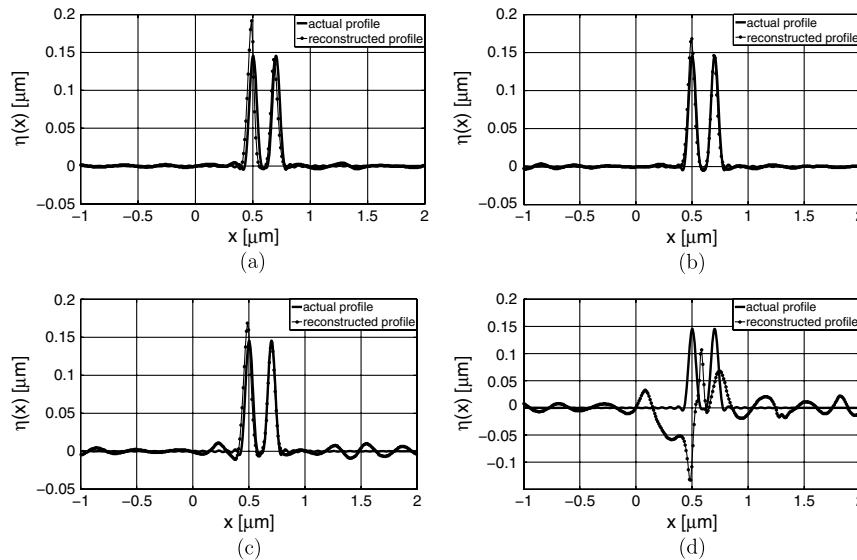 0.2
0.15
0.1
0.05
0
−0.05
η(x) [μm]
actual profile
reconstructed profile
−1 −0.5 0 0.5 1 1.5 2
x [μm]
(a)
0.2
0.15
0.1
0.05
0
−0.05
η(x) [μm]
actual profile
reconstructed profile
−1 −0.5 0 0.5 1 1.5 2
x [μm]
(b)
0.2
0.15
0.1
0.05
0
−0.05
η(x) [μm]
actual profile
reconstructed profile
−1 −0.5 0 0.5 1 1.5 2
x [μm]
(c)
0.2
0.15
0.1
0.05
0
−0.05
−0.1
η(x) [μm]
actual profile
reconstructed profile
−1 −0.5 0 0.5 1 1.5 2
x [μm]
(d)